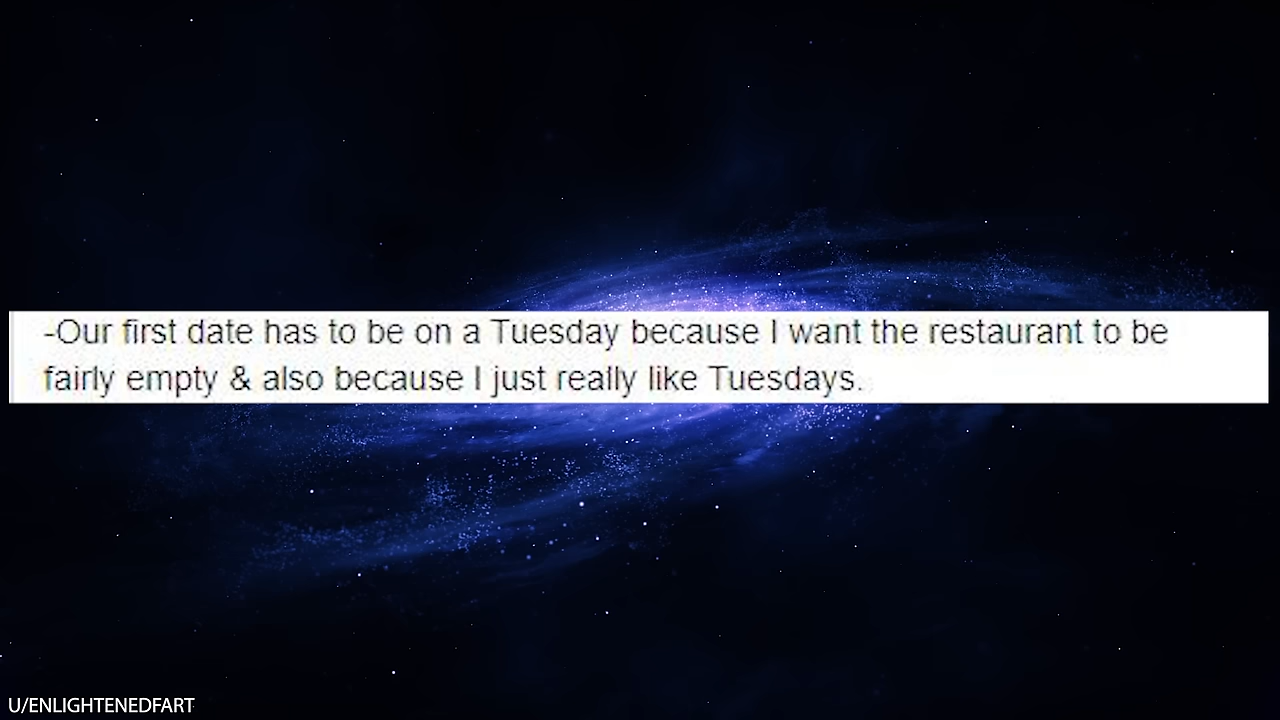 -Our first date has to be on a Tuesday because I want the restaurant to be
fairly empty & also because I just really like Tuesdays.
U/ENLIGHTENEDFART